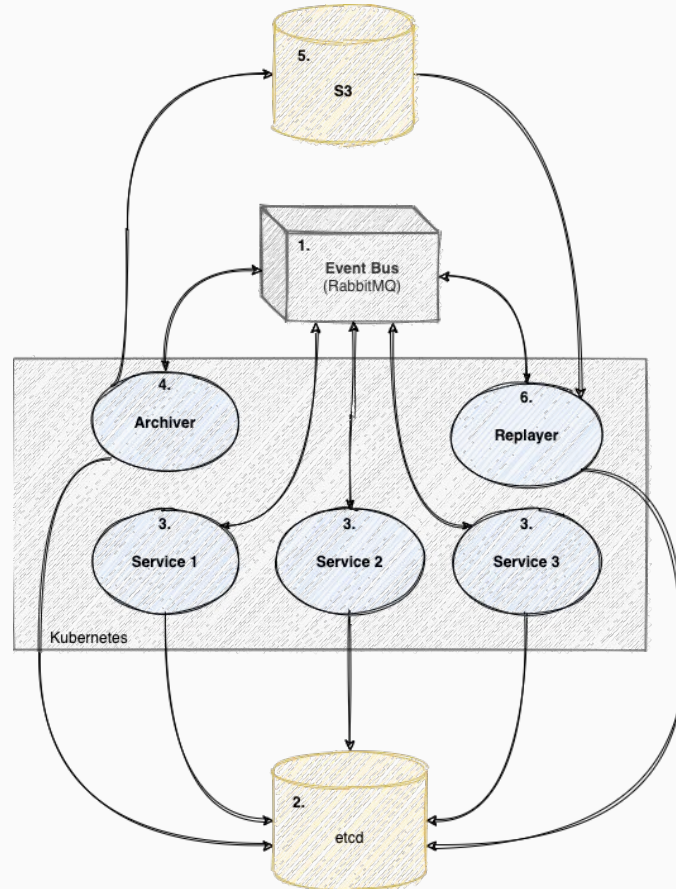 5.
S3
1.
Event Bus
(RabbitMQ)
4.
Archiver
6.
Replayer
3.
Service 1
3.
Service 2
3.
Service 3
Kubernetes
2.
etcd